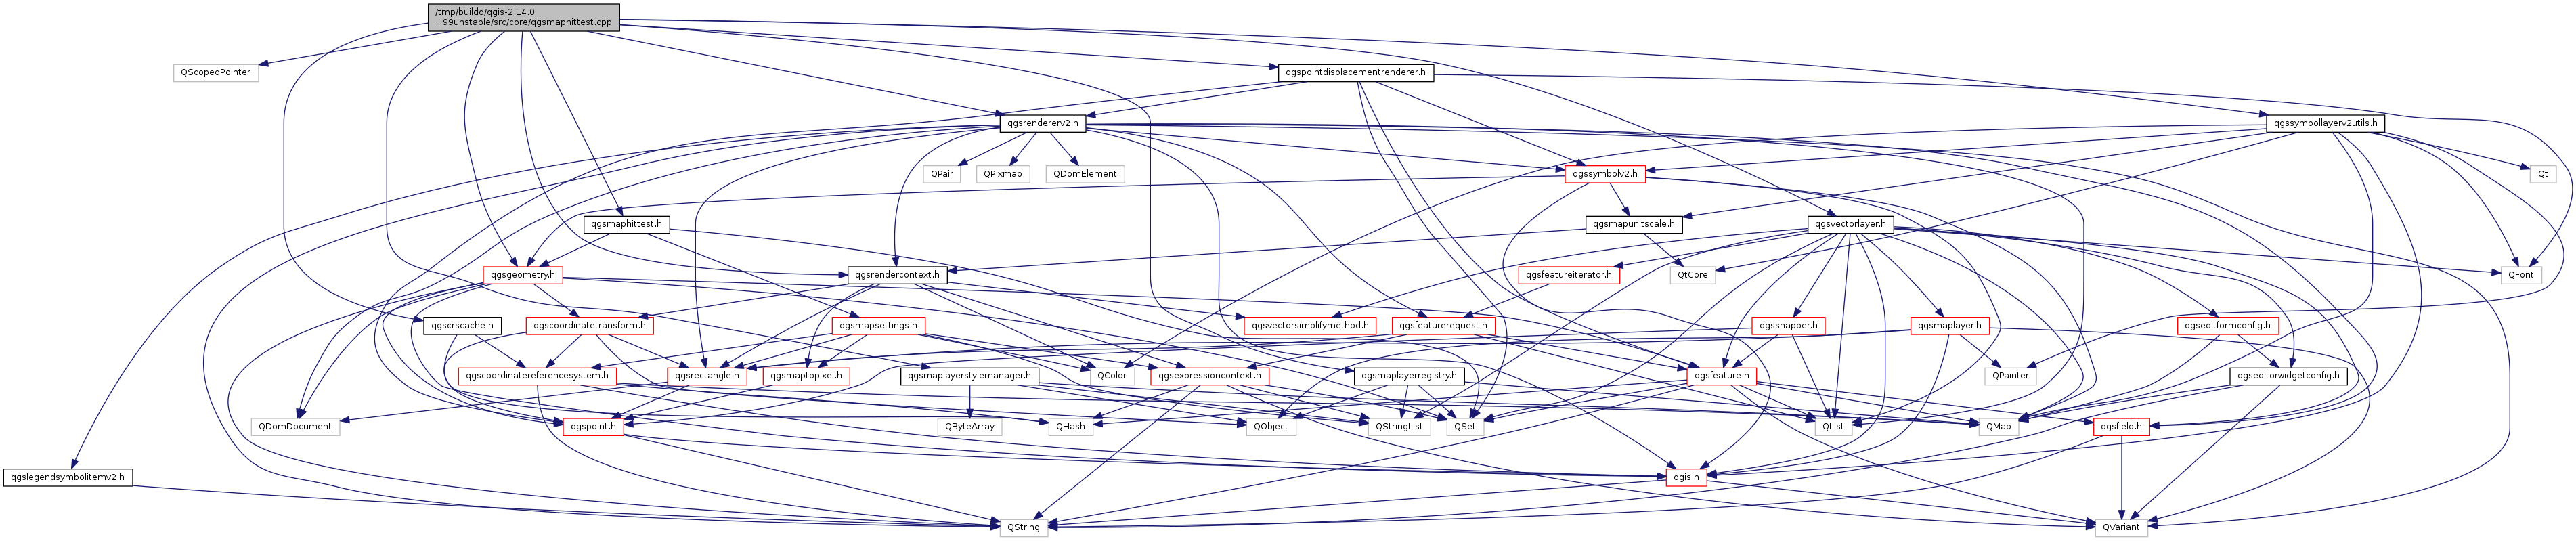 /tmp/buildd/qgis-2.14.0
+99unstable/src/core/qgsmaphittest.cpp
QScopedPointer
qgspointdisplacementrenderer.h
qgsrendererv2.h
qgssymbollayerv2utils.h
QPair
QPixmap
QDomElement
qgssymbolv2.h
Qt
qgsmaphittest.h
qgsmapunitscale.h
qgsvectorlayer.h
qgsgeometry.h
qgsrendercontext.h
QtCore
qgsfeatureiterator.h
QFont
qgscrscache.h
qgscoordinatetransform.h
qgsmapsettings.h
qgsvectorsimplifymethod.h
qgsfeaturerequest.h
qgssnapper.h
qgsmaplayer.h
qgseditformconfig.h
qgscoordinatereferencesystem.h
qgsrectangle.h
qgsmaptopixel.h
qgsmaplayerstylemanager.h
QColor
qgsexpressioncontext.h
qgsmaplayerregistry.h
qgsfeature.h
QPainter
qgseditorwidgetconfig.h
QDomDocument
qgspoint.h
QByteArray
QHash
QObject
QStringList
QSet
QList
QMap
qgsfield.h
qgslegendsymbolitemv2.h
qgis.h
QString
QVariant